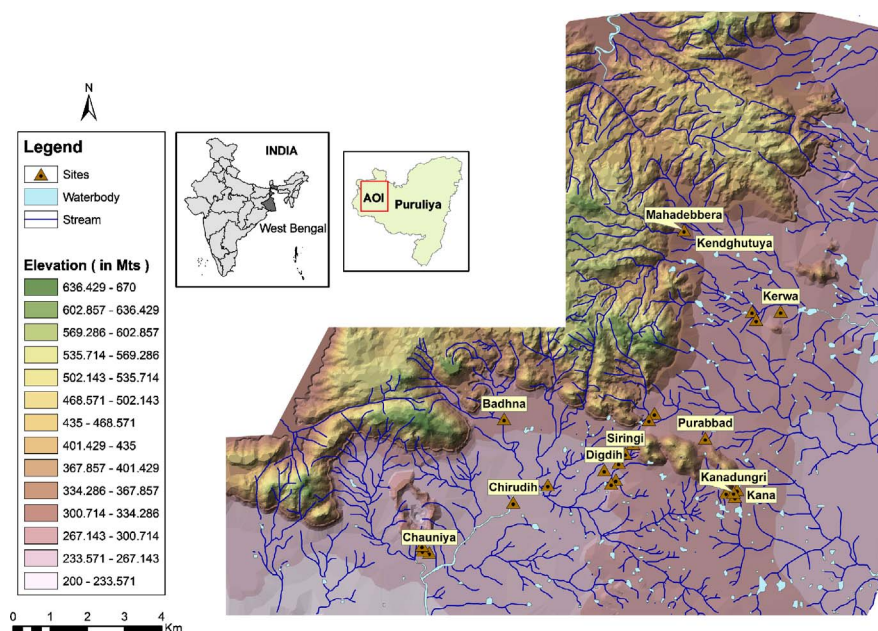 N
Legend
Sites
Waterbody
Stream
Elevation ( in Mts )
636.429 - 670
602.857 - 636.429
569.286 - 602.857
535.714 - 569.286
502.143 - 535.714
468.571 - 502.143
435 - 468.571
401.429 - 435
367.857 - 401.429
334.286 - 367.857
300.714 - 334.286
267.143 - 300.714
233.571 - 267.143
200 - 233.571
0 1 2 3 4
Km
INDIA
West Bengal
AOI
Puruliya
Mahadebbera
Kendghutuya
Kerwa
Badhna
Purabbad
Siringi
Digdih
Chirudih
Kanadungri
Kana
Chauniya